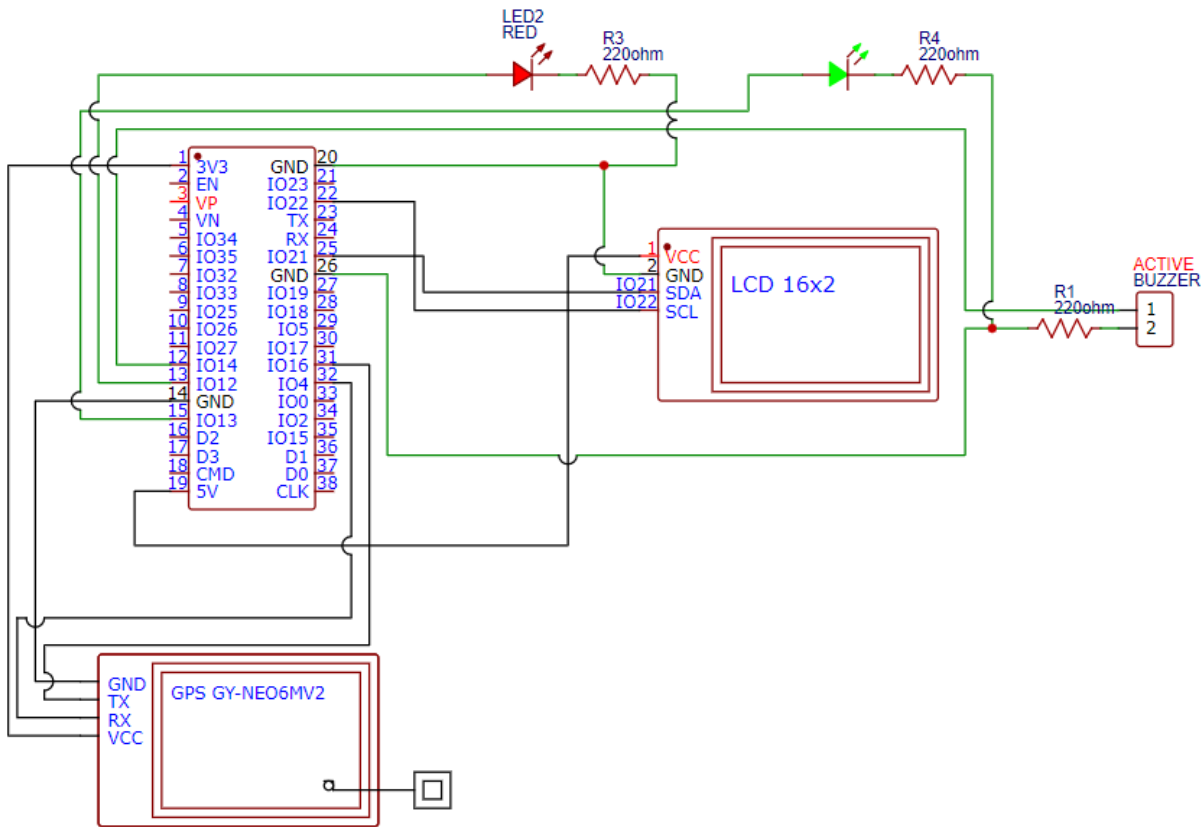 LED2
RED
R3
220ohm
R4
220ohm
1 3V3 GND 20
2 EN IO23 21
3 VP IO22 22
4 VN TX 23
5 IO34 RX 24
6 IO35 IO21 25
7 IO32 GND 26
8 IO33 IO19 27
9 IO25 IO18 28
10 IO26 IO5 29
11 IO27 IO17 30
12 IO14 IO16 31
13 IO12 IO4 32
14 GND IO0 33
15 IO13 IO2 34
16 D2 IO15 35
17 D3 D1 36
18 CMD D0 37
19 5V CLK 38
1 VCC
2 GND
IO21 SDA
IO22 SCL
LCD 16x2
ACTIVE
BUZZER
R1
220ohm
1
2
GND
TX
RX
VCC
GPS GY-NEO6MV2